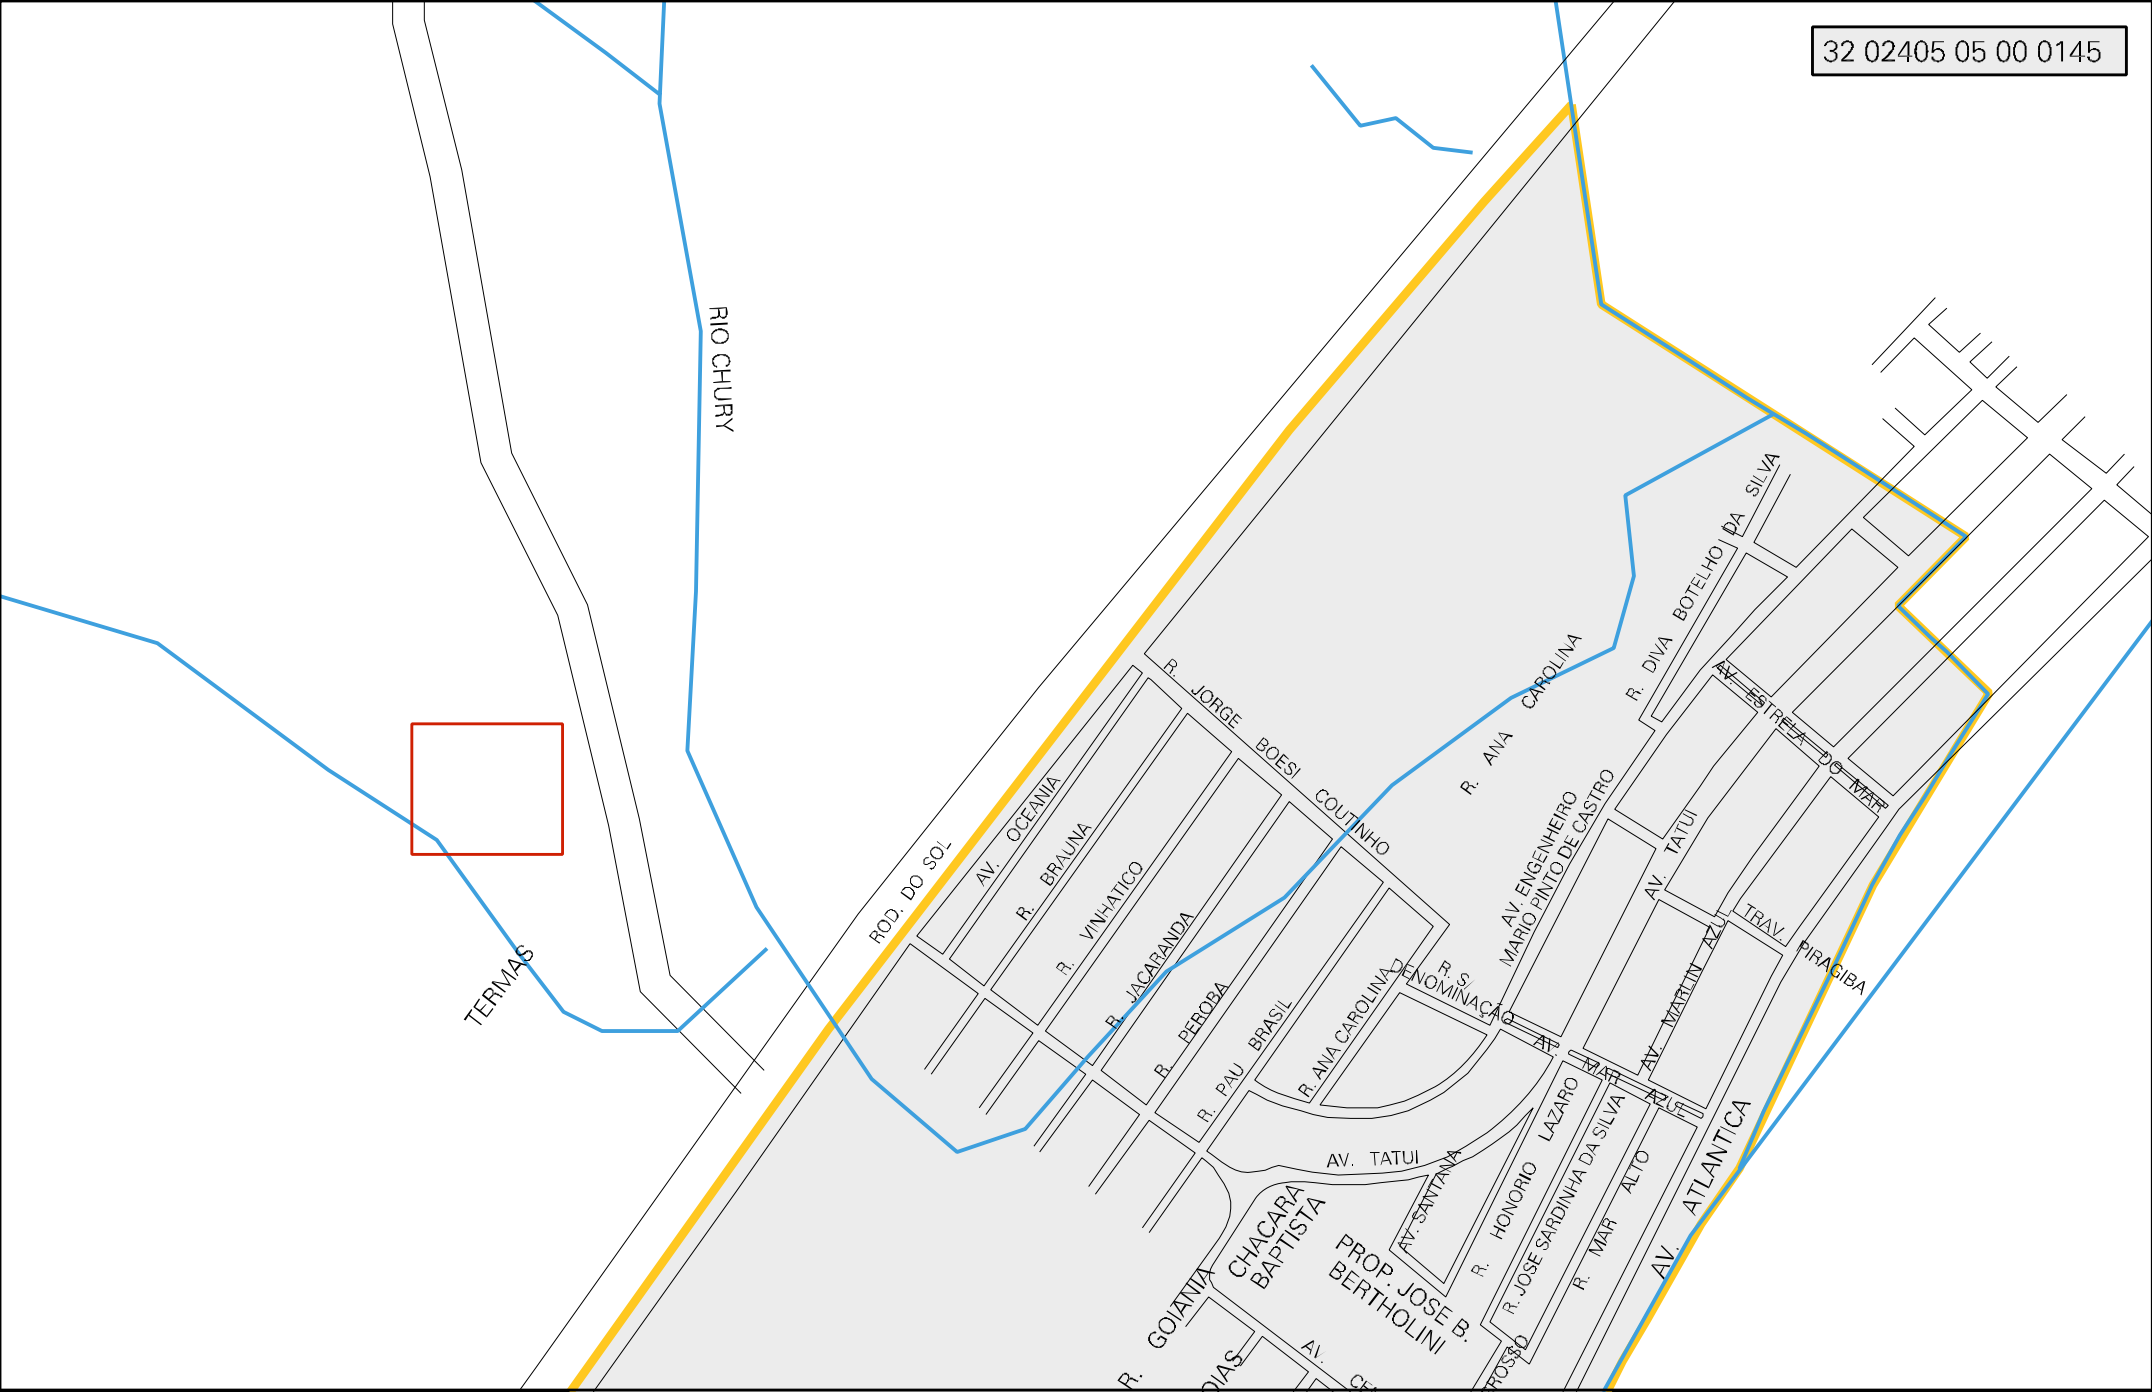 32 02405 05 00 0145
RIO CHURY
TERMAS
ROD. DO SOL
R. JORGE BOESI COUTINHO
AV. OCEANIA
R. BRAUNA
R. VINHATICO
R. JACARANDA
R. PEROBA
R. PAU BRASIL
R. ANA CAROLINA
R. ANA CAROLINA
R. DIVA BOTELHO DA SILVA
AV. ESTRELA DO MAR
AV. ENGENHEIRO
MARIO PINTO DE CASTRO
AV. TATUI
TRAV. PIRAGIBA
AV. MARLIN AZUL
R. S/
DENOMINAÇÃO
AV. MAR AZUL
AV. TATUI
AV. SANTANA
R. HONORIO LAZARO
R. JOSE SARDINHA DA SILVA
R. MAR ALTO
AV. ATLANTICA
CHACARA
BAPTISTA
PROP. JOSE B.
BERTHOLINI
R. GOIANIA
AV.